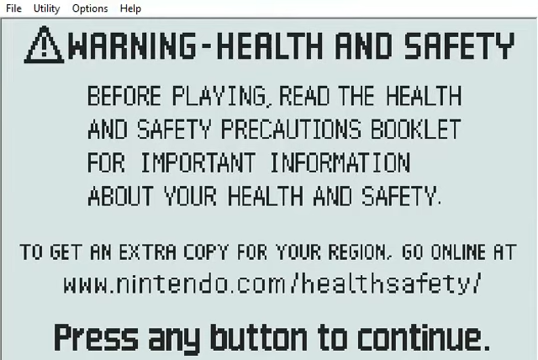 File Utility Options Help
WARNING-HEALTH AND SAFETY
BEFORE PLAYING, READ THE HEALTH
AND SAFETY PRECAUTIONS BOOKLET
FOR IMPORTANT INFORMATION
ABOUT YOUR HEALTH AND SAFETY.
TO GET AN EXTRA COPY FOR YOUR REGION, GO ONLINE AT
www.nintendo.com/healthsafety/
Press any button to continue.